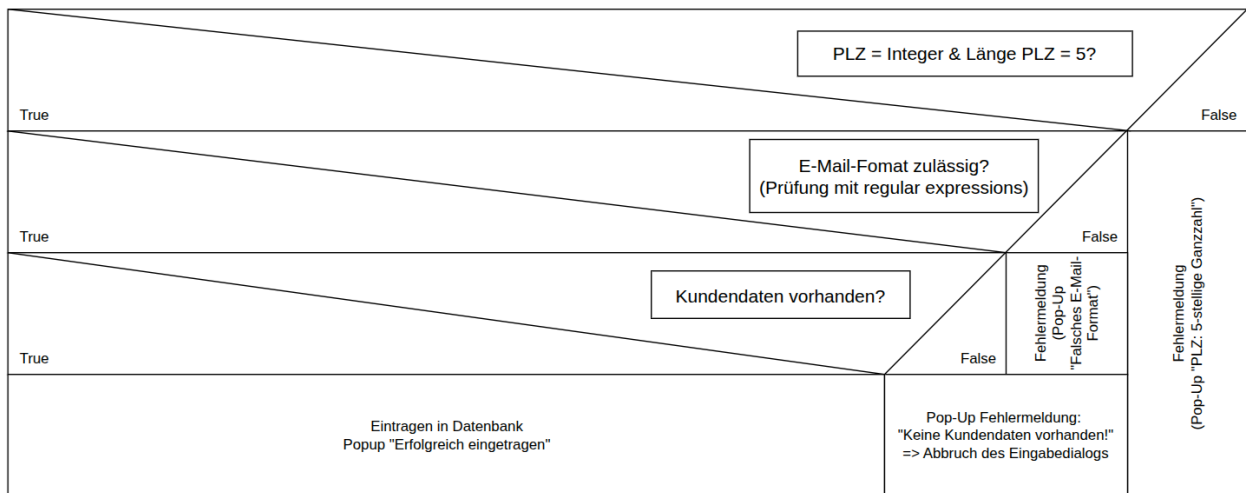 PLZ = Integer & Länge PLZ = 5?
True
False
E-Mail-Fomat zulässig?
(Prüfung mit regular expressions)
True
False
Kundendaten vorhanden?
True
False
Fehlermeldung
(Pop-Up
"Falsches E-Mail-
Format")
Fehlermeldung
(Pop-Up "PLZ: 5-stellige Ganzzahl")
Eintragen in Datenbank
Popup "Erfolgreich eingetragen"
Pop-Up Fehlermeldung:
"Keine Kundendaten vorhanden!"
=> Abbruch des Eingabedialogs